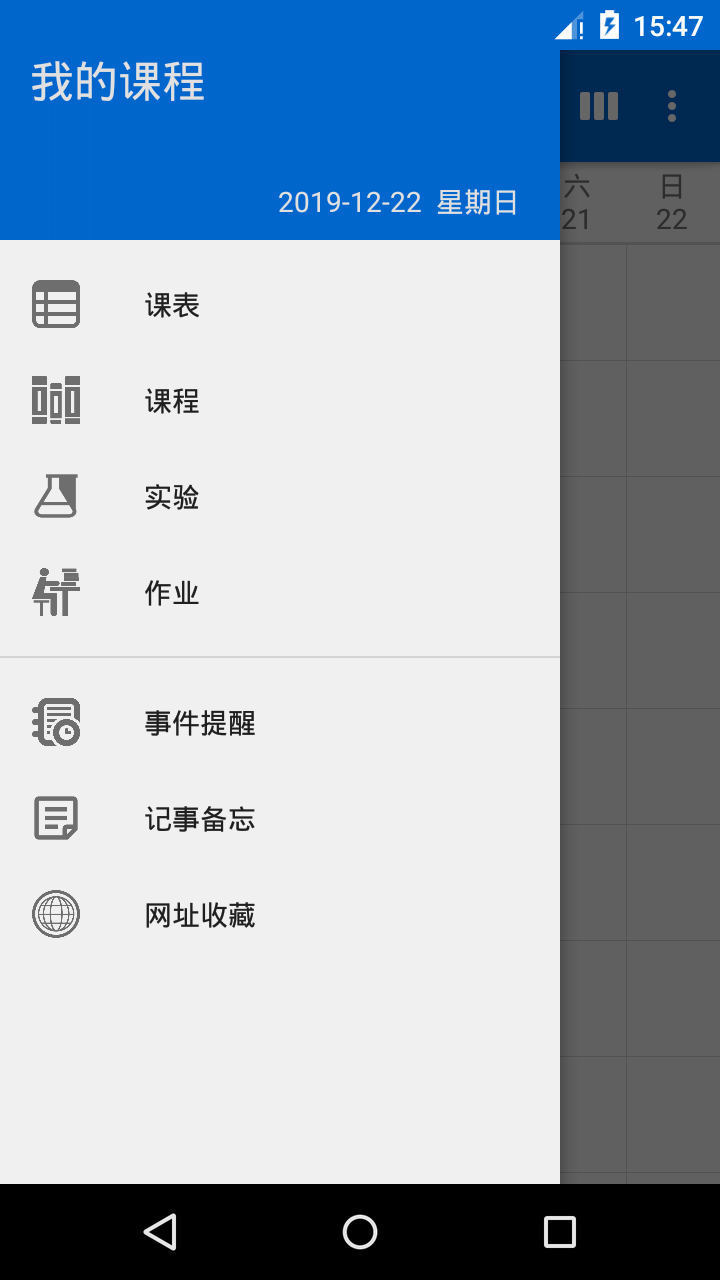 15:47
我的课程
2019-12-22 星期日
六 日
21 22
课表
课程
实验
作业
事件提醒
记事备忘
网址收藏